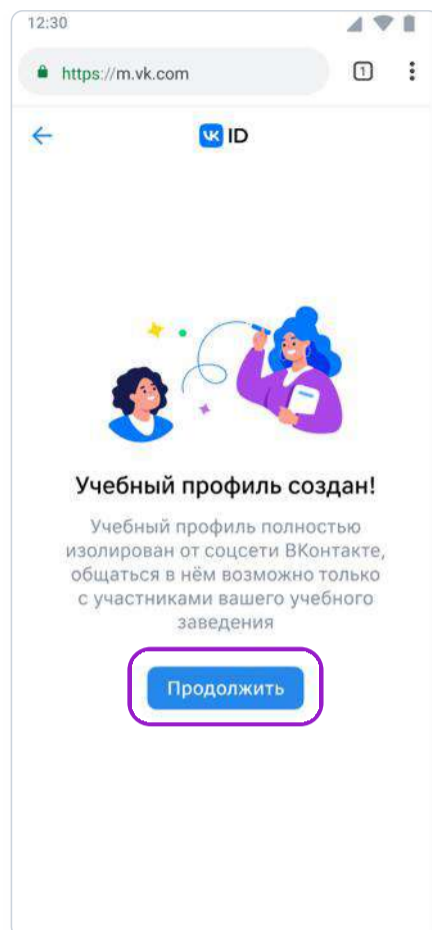 12:30
https://m.vk.com
1
VK ID
Учебный профиль создан!
Учебный профиль полностью
изолирован от соцсети ВКонтакте,
общаться в нём возможно только
с участниками вашего учебного
заведения
Продолжить